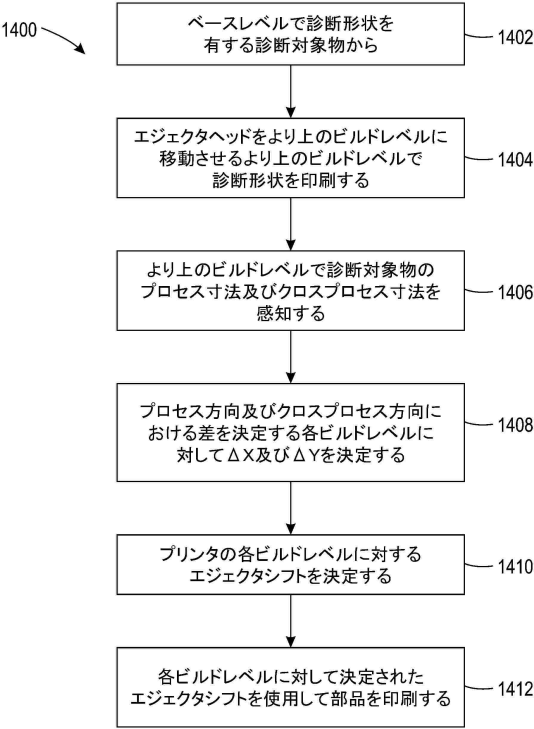 1400
ベースレベルで診断形状を
有する診断対象物から
1402
エジェクタヘッドをより上のビルドレベルに
移動させるより上のビルドレベルで
診断形状を印刷する
1404
より上のビルドレベルで診断対象物の
プロセス寸法及びクロスプロセス寸法を
感知する
1406
プロセス方向及びクロスプロセス方向に
おける差を決定する各ビルドレベルに
対してΔX及びΔYを決定する
1408
プリンタの各ビルドレベルに対する
エジェクタシフトを決定する
1410
各ビルドレベルに対して決定された
エジェクタシフトを使用して部品を印刷する
1412